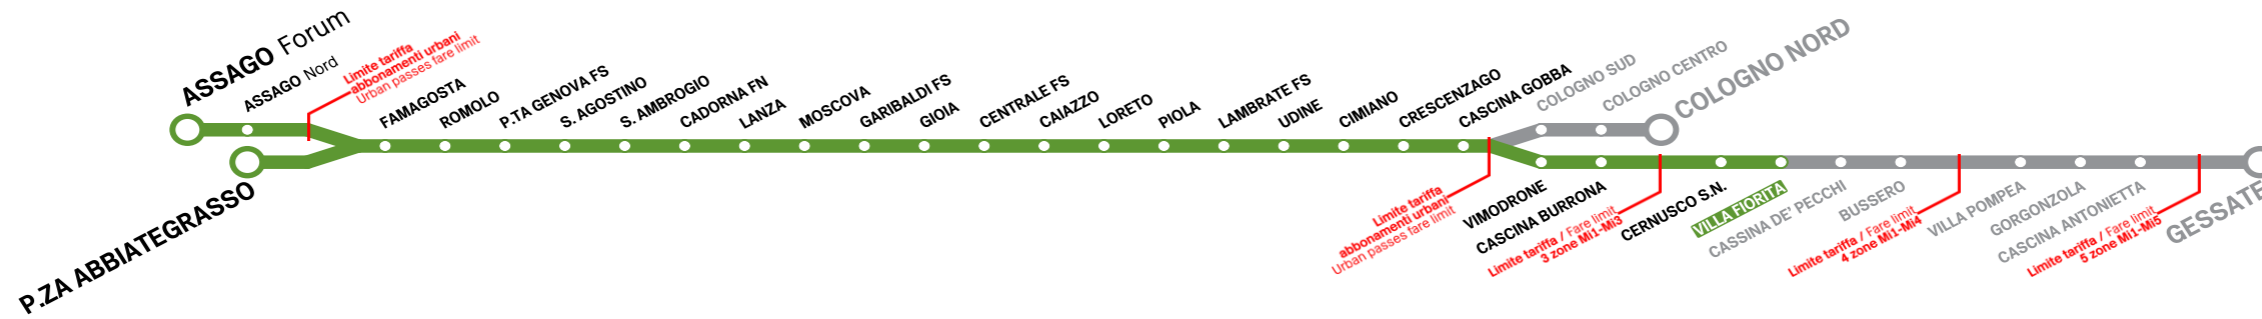 ASSAGO Forum
ASSAGO Nord
Limite tariffa
abbonamenti urbani
Urban passes fare limit
FAMAGOSTA
ROMOLO
P.TA GENOVA FS
S. AGOSTINO
S. AMBROGIO
CADORNA FN
LANZA
MOSCOVA
GARIBALDI FS
GIOIA
CENTRALE FS
CAIAZZO
LORETO
PIOLA
LAMBRATE FS
UDINE
CIMIANO
CRESCENZAGO
CASCINA GOBBA
COLOGNO SUD
COLOGNO CENTRO
COLOGNO NORD
P.ZA ABBIATEGRASSO
Limite tariffa
abbonamenti urbani
Urban passes fare limit
VIMODRONE
CASCINA BURRONA
Limite tariffa / Fare limit
3 zone Mi1-Mi3
CERNUSCO S.N.
VILLA FIORITA
CASSINA DE' PECCHI
BUSSERO
Limite tariffa / Fare limit
4 zone Mi1-Mi4
VILLA POMPEA
GORGONZOLA
CASCINA ANTONIETTA
Limite tariffa / Fare limit
5 zone Mi1-Mi5
GESSATE